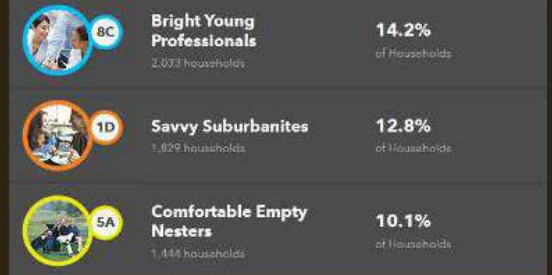 8C
Bright Young
Professionals
2,033 households
14.2%
of Households
1D
Savvy Suburbanites
1,829 households
12.8%
of Households
5A
Comfortable Empty
Nesters
1,444 households
10.1%
of Households